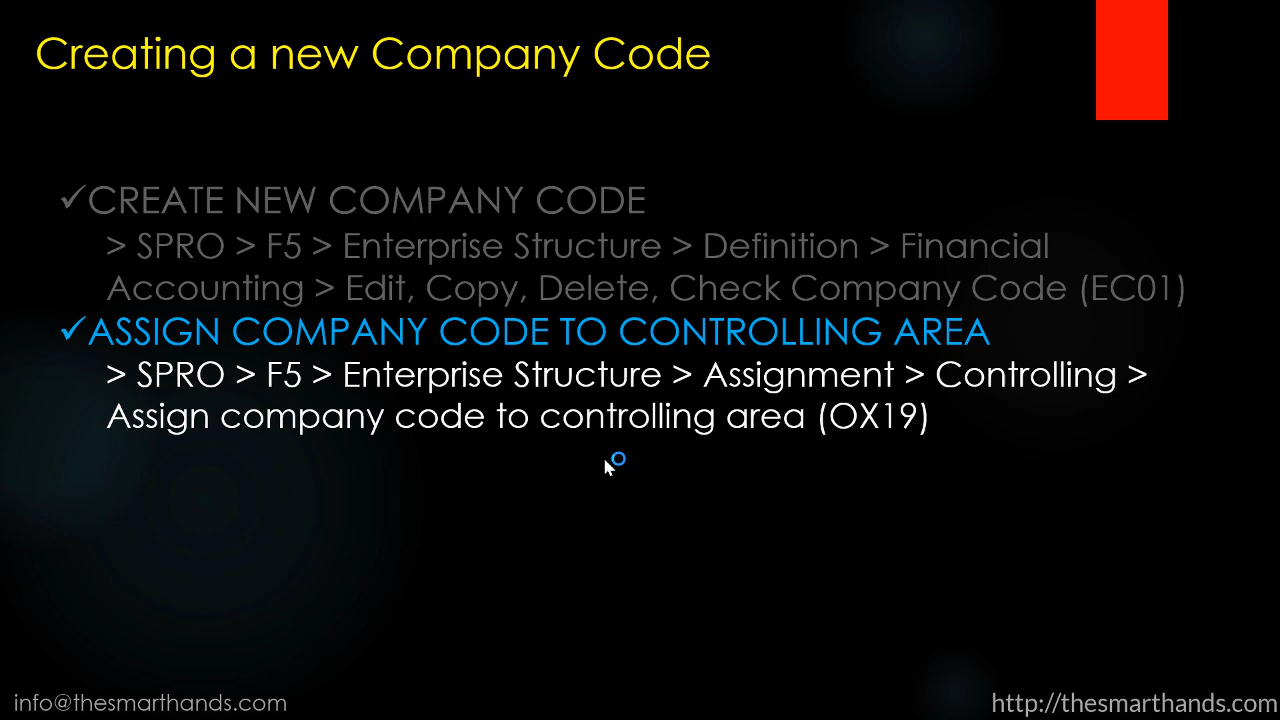 Creating a new Company Code
✓CREATE NEW COMPANY CODE
> SPRO > F5 > Enterprise Structure > Definition > Financial
Accounting > Edit, Copy, Delete, Check Company Code (EC01)
✓ASSIGN COMPANY CODE TO CONTROLLING AREA
> SPRO > F5 > Enterprise Structure > Assignment > Controlling >
Assign company code to controlling area (OX19)
info@thesmarthands.com
http://thesmarthands.com